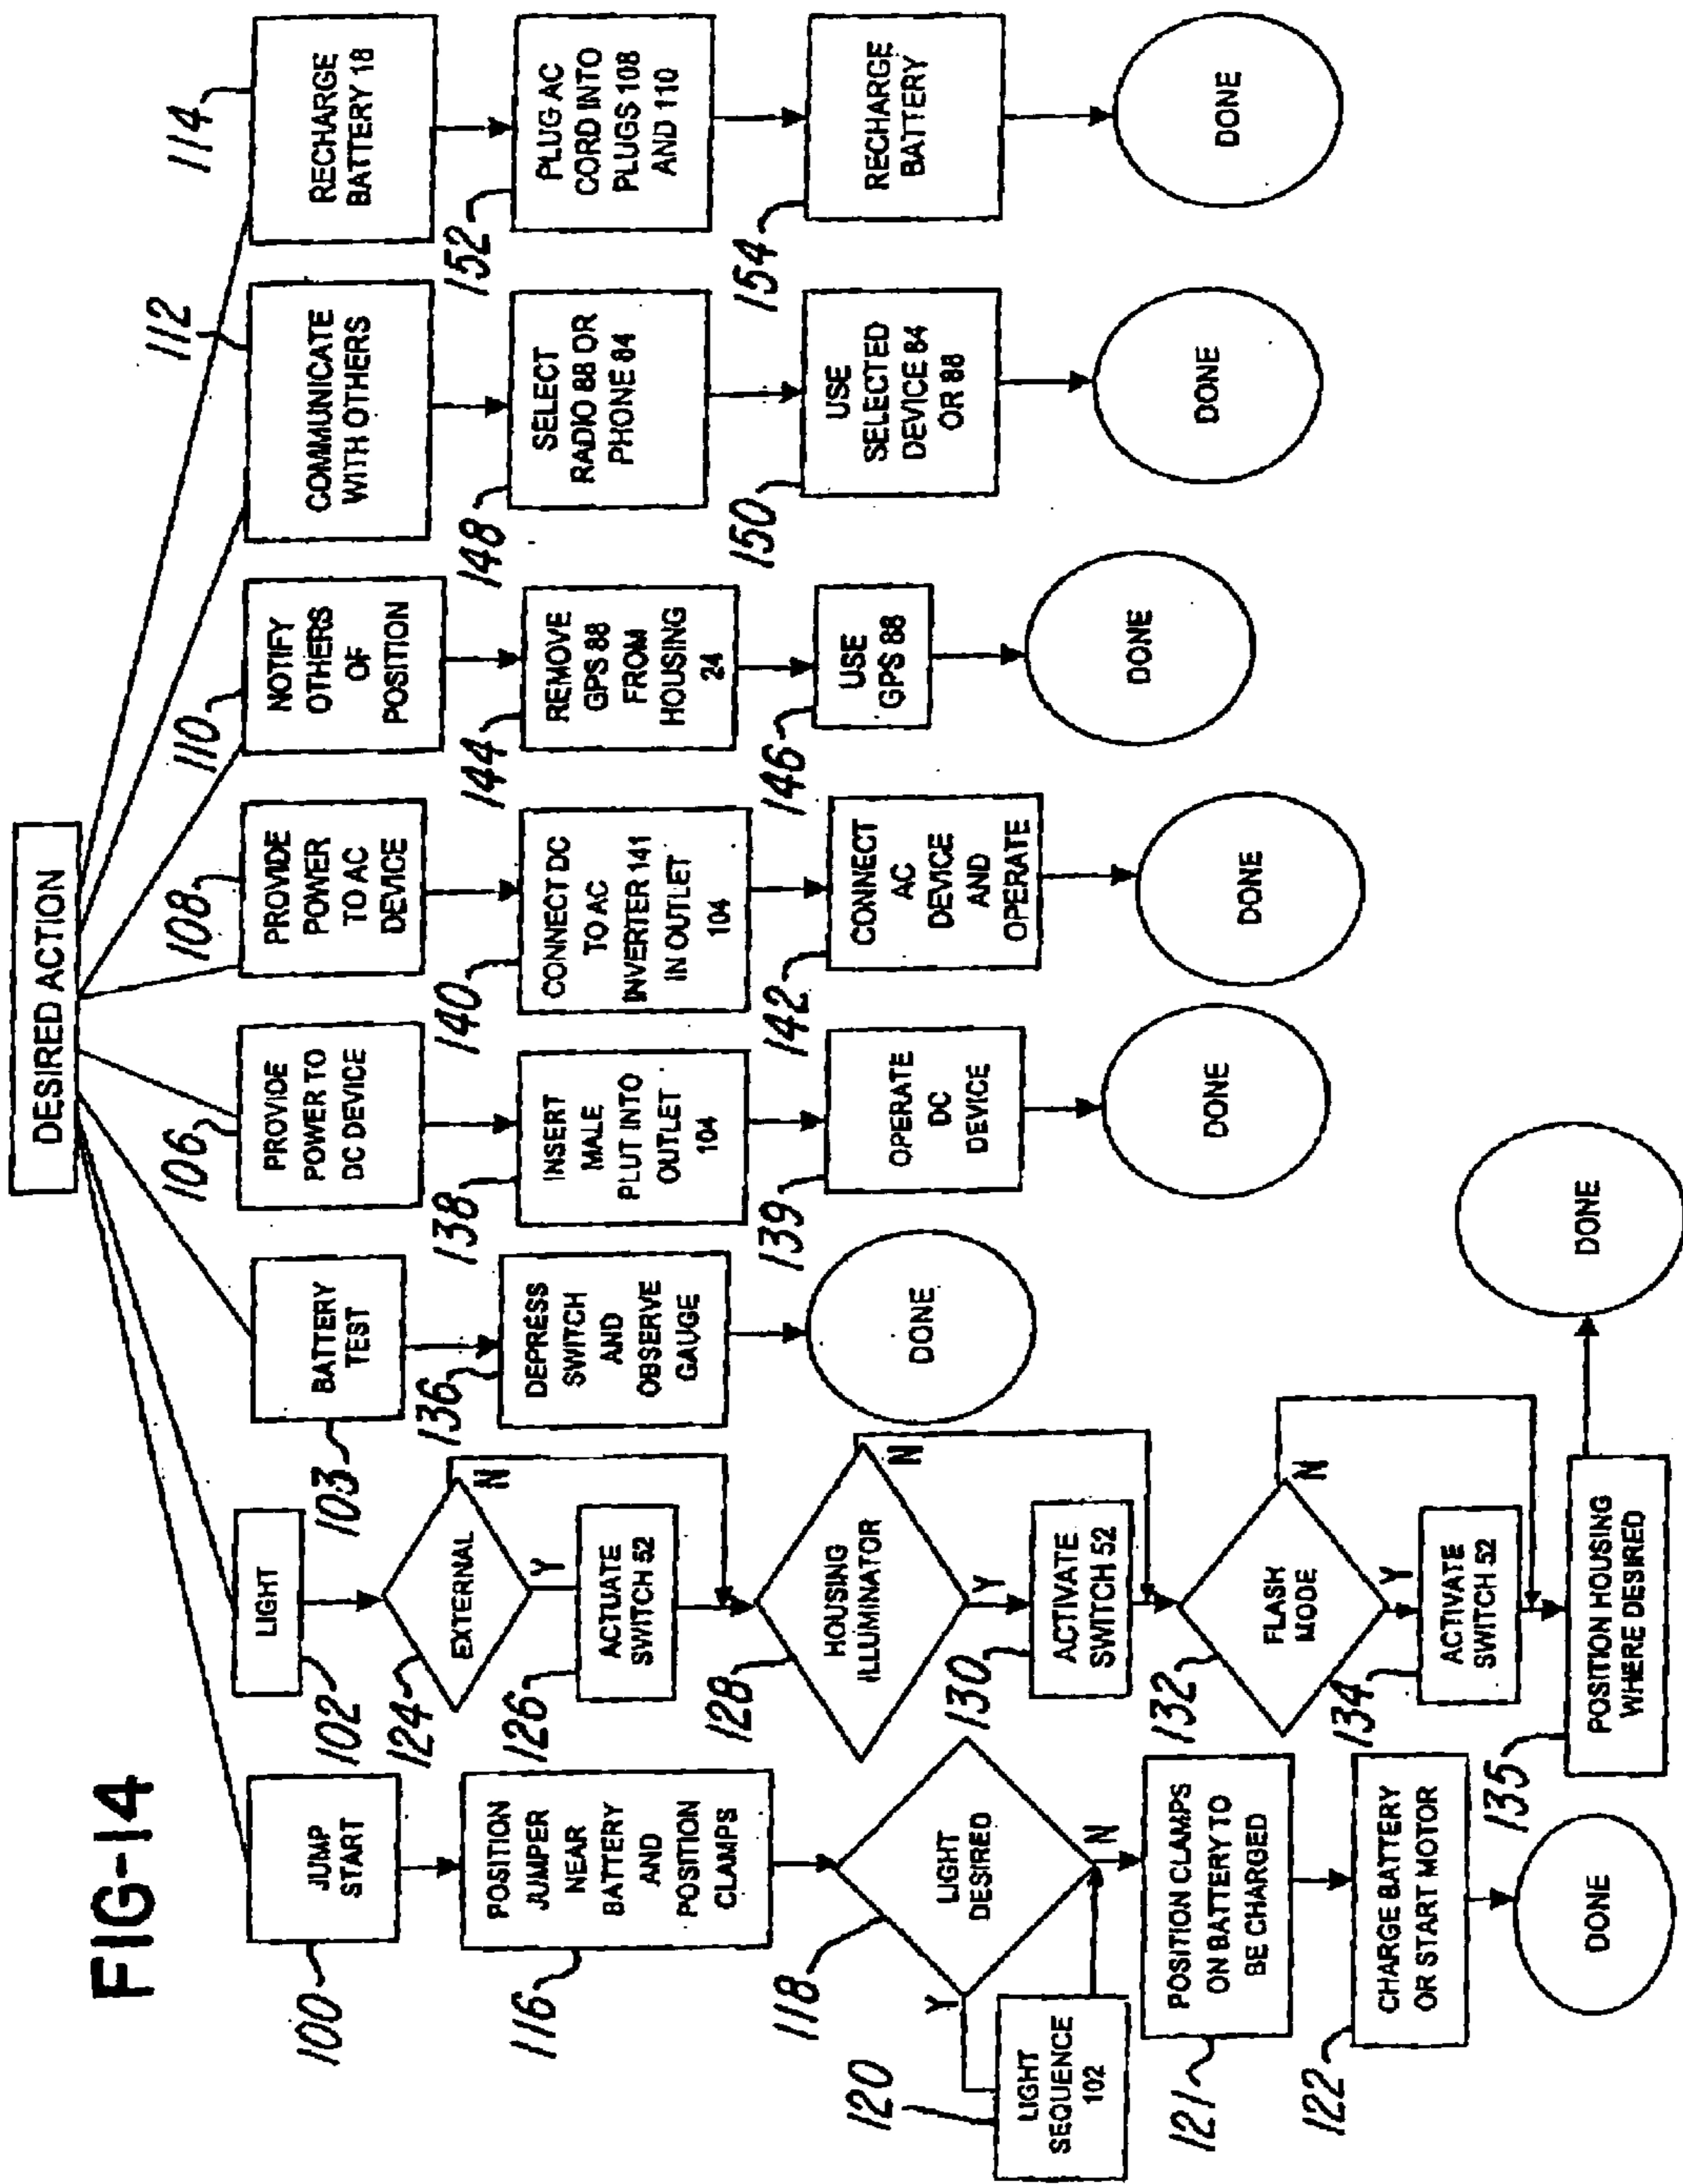 FIG-14
DESIRED ACTION
100
JUMP
START
116
POSITION
JUMPER
NEAR
BATTERY
AND
POSITION
CLAMPS
118
LIGHT
DESIRED
Y
N
120
LIGHT
SEQUENCE
102
121
POSITION CLAMPS
ON BATTERY TO
BE CHARGED
122
CHARGE BATTERY
OR START MOTOR
DONE
102
LIGHT
124
EXTERNAL
N
Y
126
ACTUATE
SWITCH 52
128
HOUSING
ILLUMINATOR
N
Y
130
ACTIVATE
SWITCH 52
132
FLASH
MODE
N
Y
134
ACTIVATE
SWITCH 52
135
POSITION HOUSING
WHERE DESIRED
DONE
103
BATTERY
TEST
136
DEPRESS
SWITCH
AND
OBSERVE
GAUGE
DONE
106
PROVIDE
POWER TO
DC DEVICE
138
INSERT
MALE
PLUT INTO
OUTLET
104
139
OPERATE
DC
DEVICE
DONE
108
PROVIDE
POWER
TO AC
DEVICE
140
CONNECT DC
TO AC
INVERTER 141
IN OUTLET
104
142
CONNECT
AC
DEVICE
AND
OPERATE
DONE
110
NOTIFY
OTHERS
OF
POSITION
144
REMOVE
GPS 88
FROM
HOUSING
24
146
USE
GPS 88
DONE
112
COMMUNICATE
WITH OTHERS
148
SELECT
RADIO 88 OR
PHONE 84
150
USE
SELECTED
DEVICE 84
OR 88
DONE
114
RECHARGE
BATTERY 18
152
PLUG AC
CORD INTO
PLUGS 108
AND 110
154
RECHARGE
BATTERY
DONE